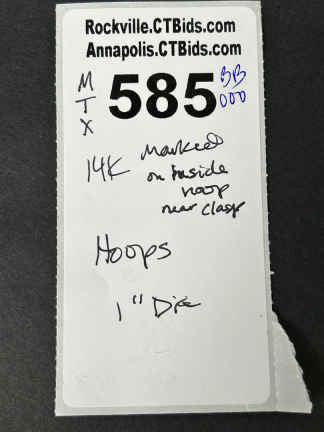 Rockville.CTBids.com
Annapolis.CTBids.com
MTX 585 BB 000
14K Marked
on inside
hoop
near clasp
Hoops
1" Dia